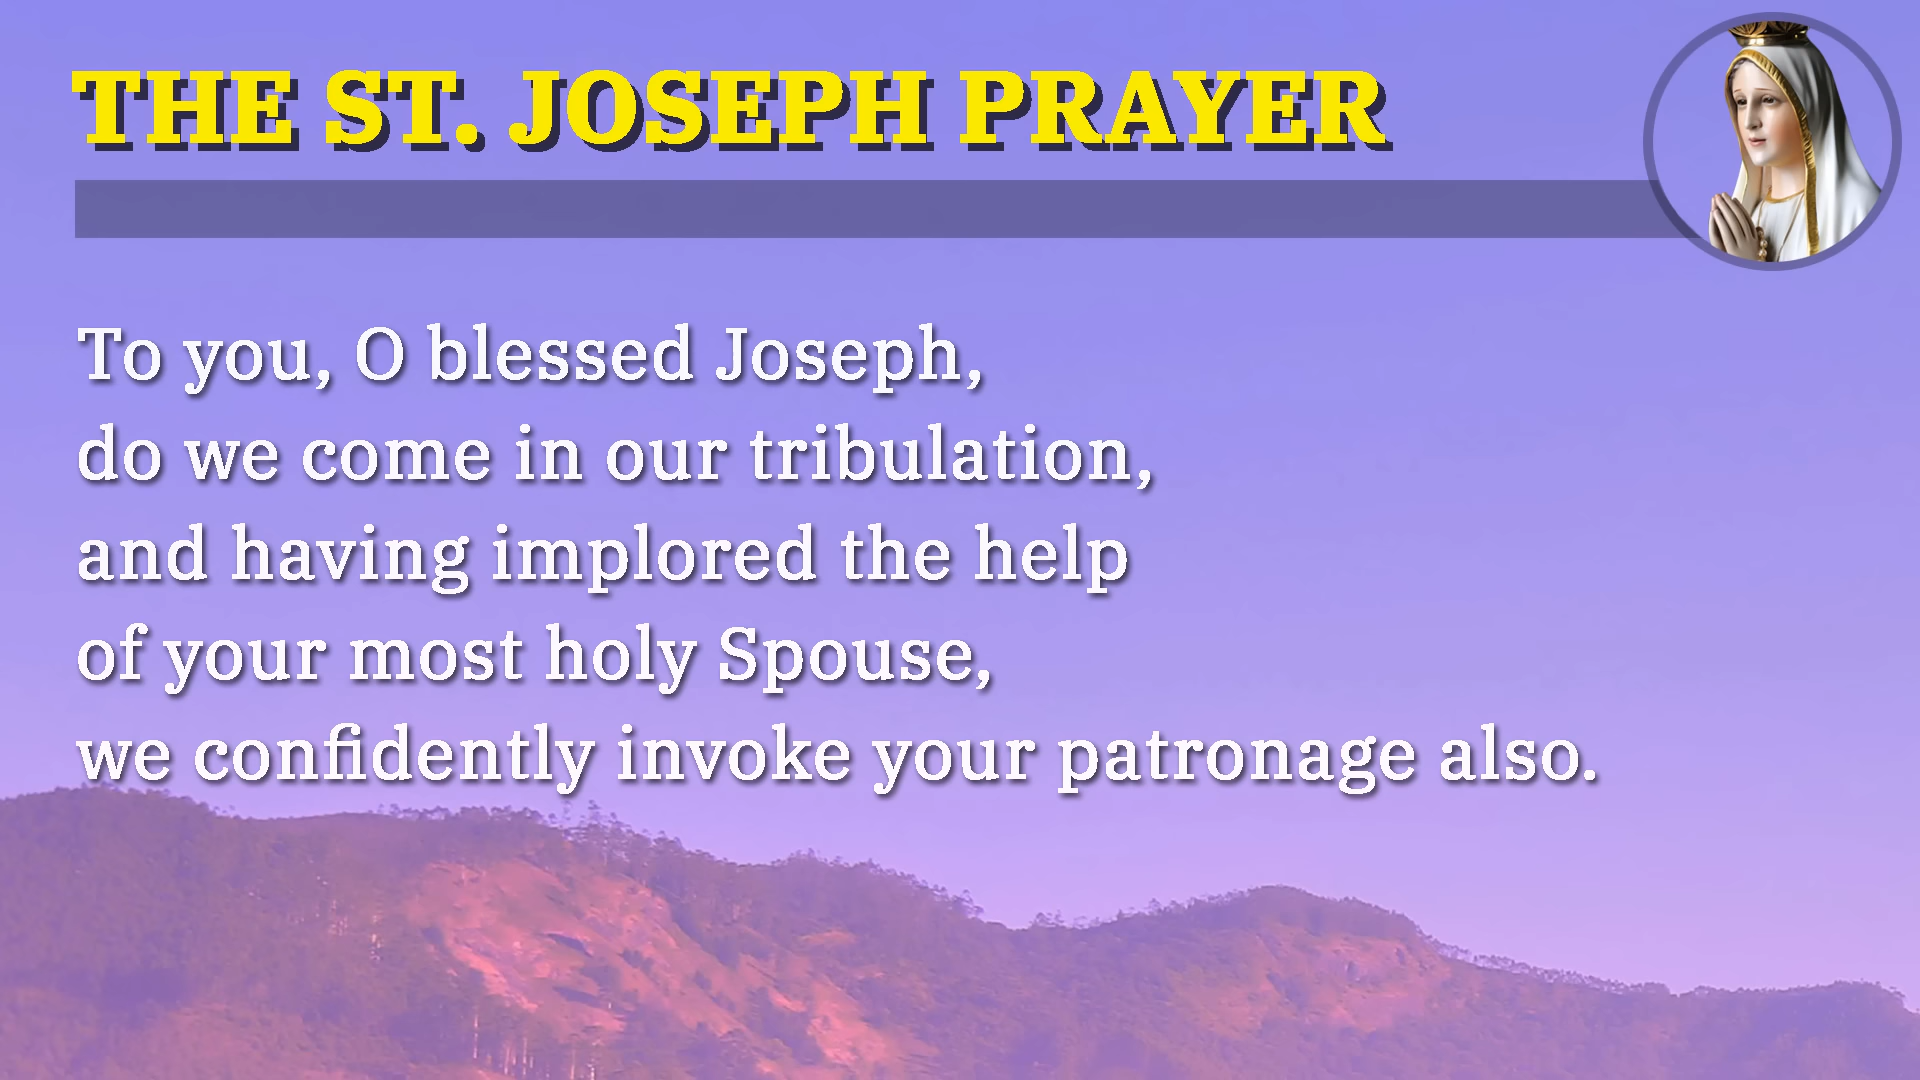 THE ST. JOSEPH PRAYER
To you, O blessed Joseph,
do we come in our tribulation,
and having implored the help
of your most holy Spouse,
we confidently invoke your patronage also.